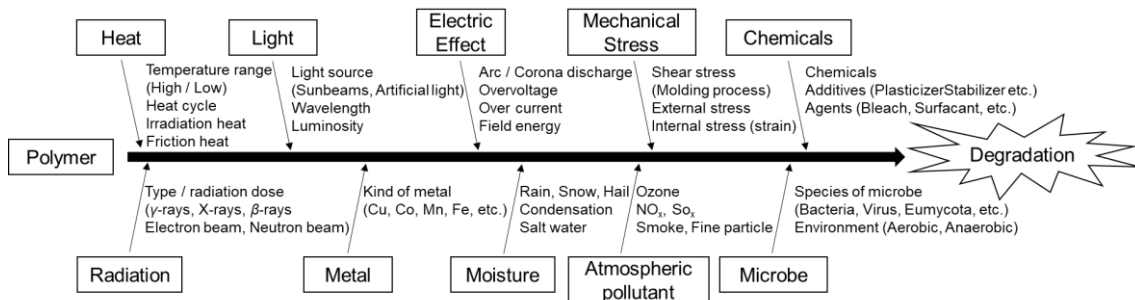 Heat
Temperature range
(High / Low)
Heat cycle
Irradiation heat
Friction heat
Light
Light source
(Sunbeams, Artificial light)
Wavelength
Luminosity
Electric
Effect
Arc / Corona discharge
Overvoltage
Over current
Field energy
Mechanical
Stress
Shear stress
(Molding process)
External stress
Internal stress (strain)
Chemicals
Chemicals
Additives (PlasticizerStabilizer etc.)
Agents (Bleach, Surfacant, etc.)
Polymer
Degradation
Type / radiation dose
(γ-rays, X-rays, β-rays
Electron beam, Neutron beam)
Radiation
Kind of metal
(Cu, Co, Mn, Fe, etc.)
Metal
Rain, Snow, Hail
Condensation
Salt water
Moisture
Ozone
NOx, Sox
Smoke, Fine particle
Atmospheric
pollutant
Species of microbe
(Bacteria, Virus, Eumycota, etc.)
Environment (Aerobic, Anaerobic)
Microbe